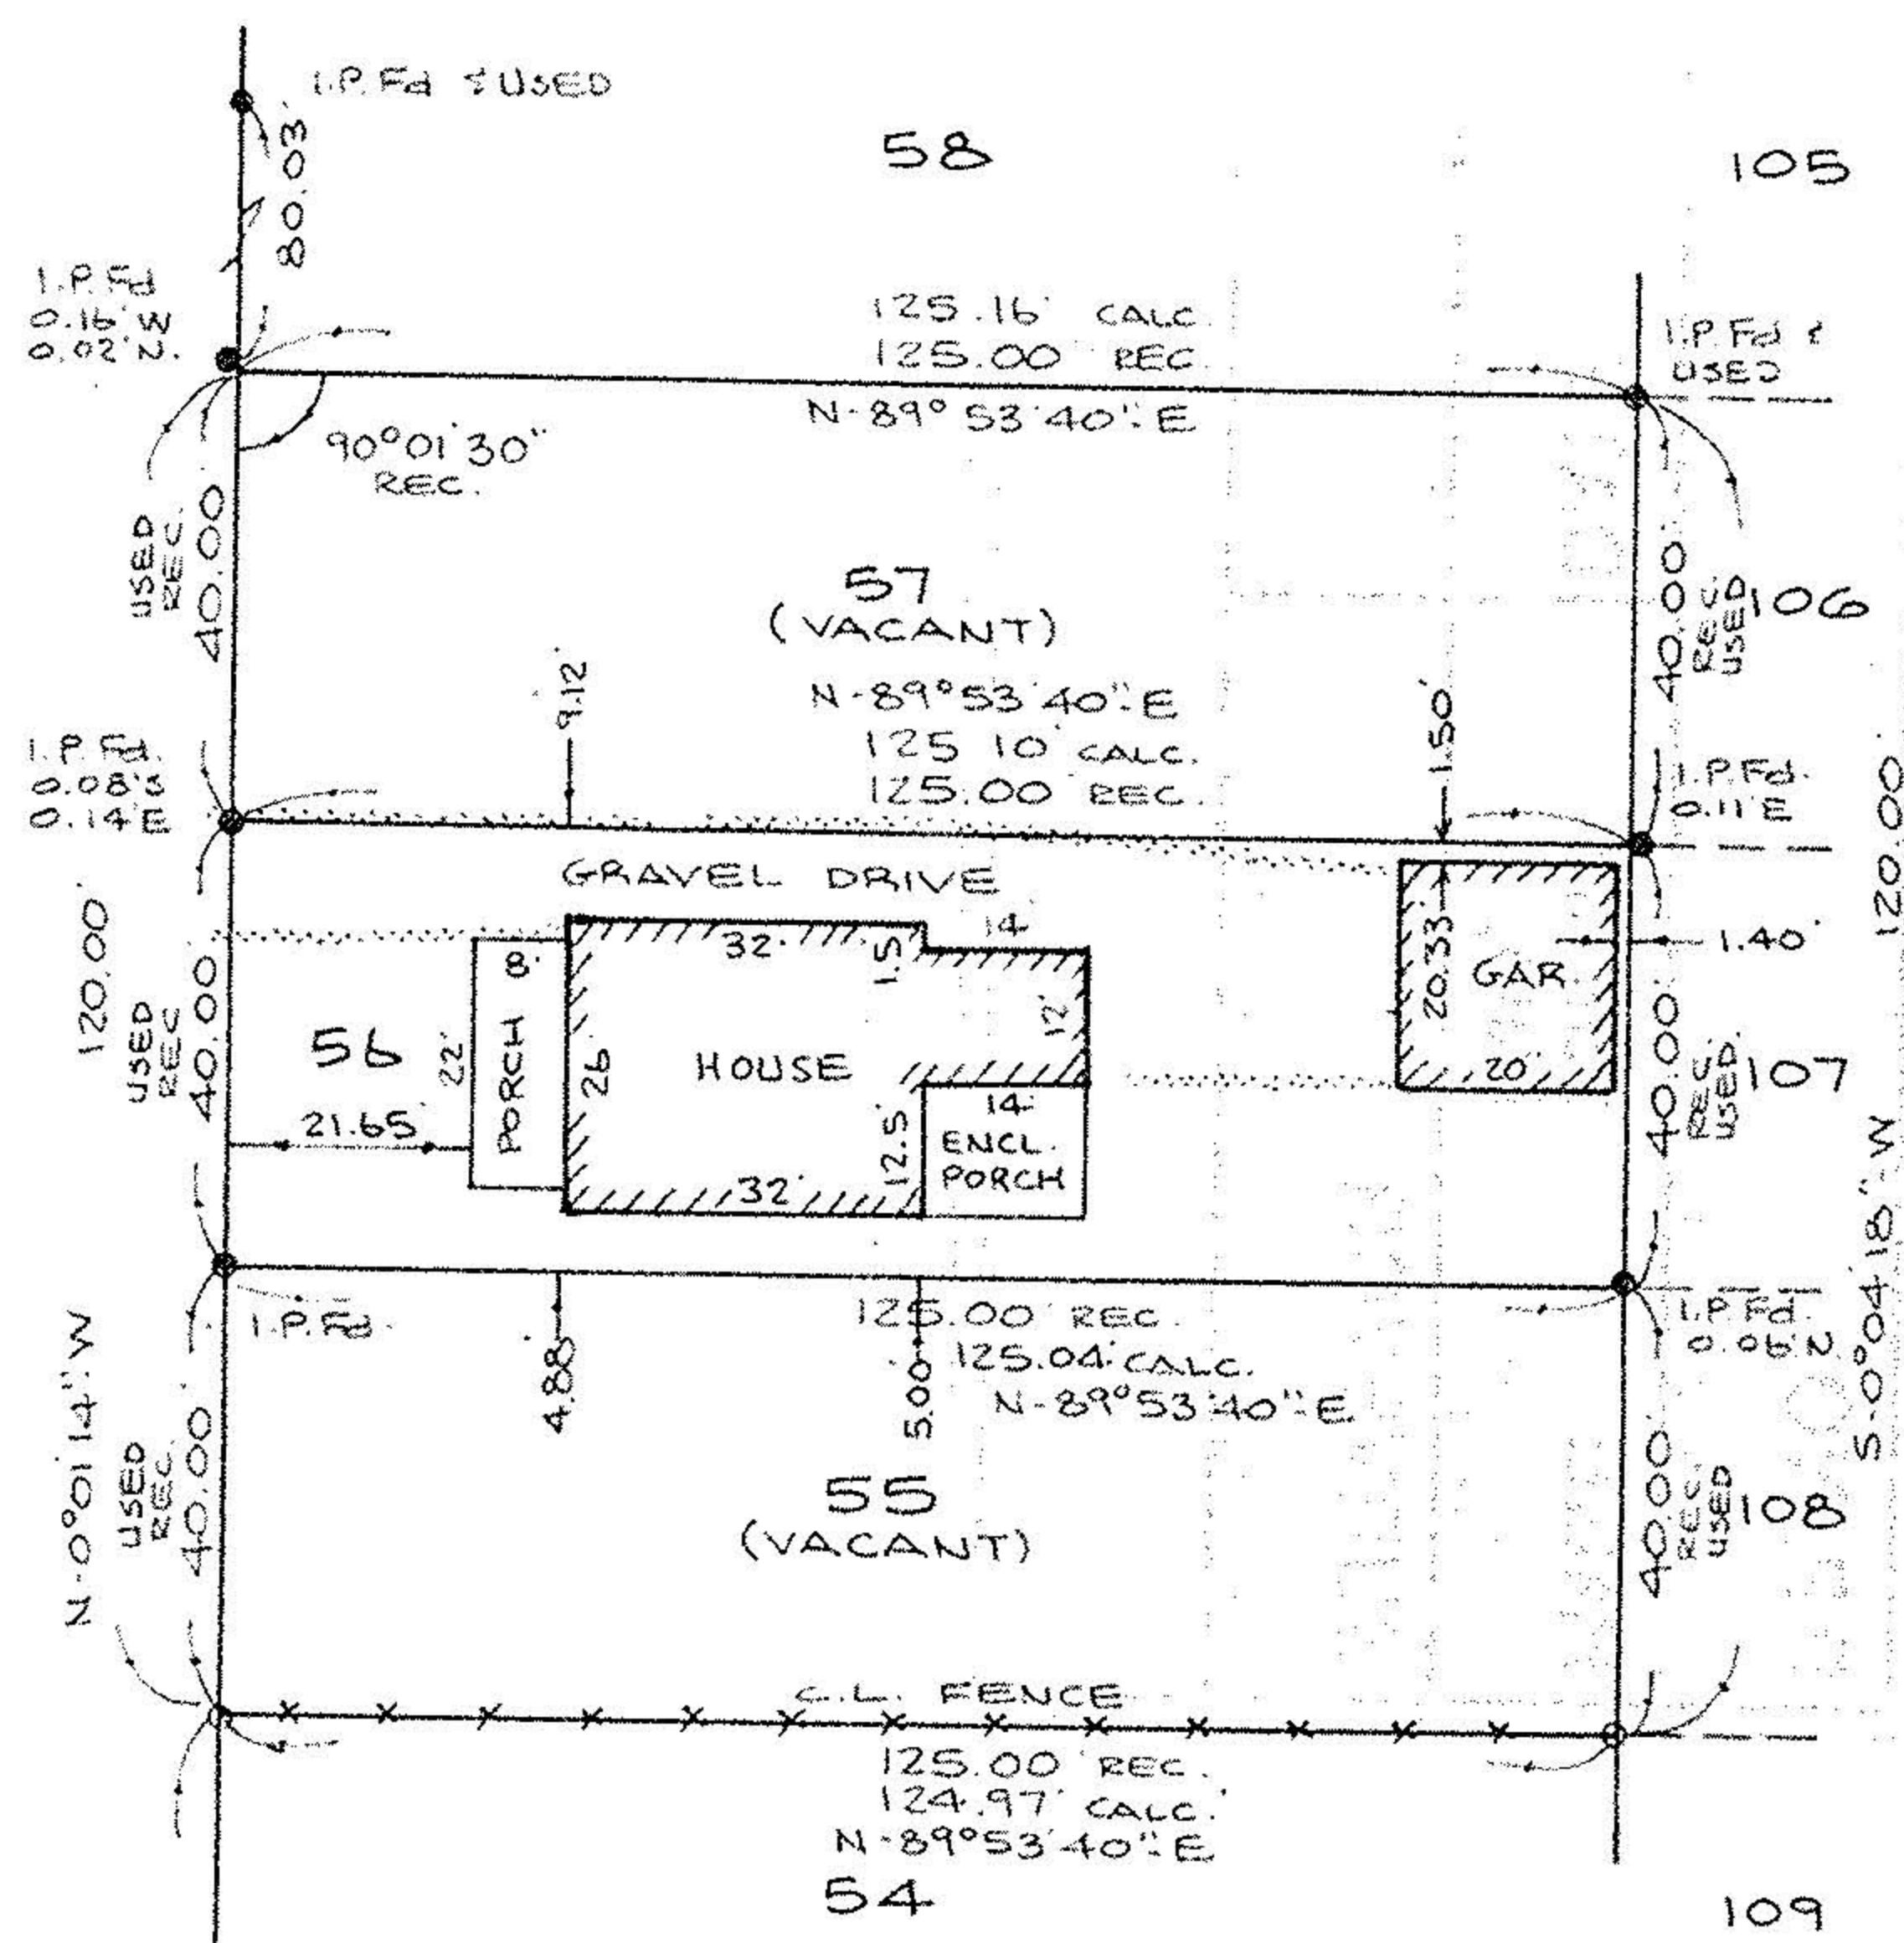 I.P. Fd & USED
80.03'
58
105
I.P. Fd
0.16' W
0.02' N.
125.16' CALC.
125.00' REC.
N-89°53'40"-E
I.P. Fd &
USED
90°01'30"
REC.
USED
REC.
40.00
57
(VACANT)
40.00
REC.
USED
106
N-89°53'40"-E
125.10' CALC.
125.00' REC.
9.12'
1.50'
I.P. Fd.
0.08' S
0.14' E
I.P. Fd.
0.11' E
120.00'
GRAVEL DRIVE
120.00'
USED
REC
40.00
56
22'
8'
PORCH
21.65'
32'
1.5'
14'
26
HOUSE
12'
12.5'
14'
ENCL.
PORCH
32'
20.33'
GAR.
20'
1.40'
40.00'
REC.
USED.
107
S-0°04'18"-W
I.P. Fd.
125.00' REC.
125.04' CALC.
N-89°53'40"-E
4.88'
5.00'
I.P. Fd.
0.06' N.
N-0°01'14"-W
USED
REC.
40.00'
55
(VACANT)
40.00
REC.
USED
108
C.L. FENCE
125.00' REC.
124.97' CALC.
N-89°53'40"-E
54
109